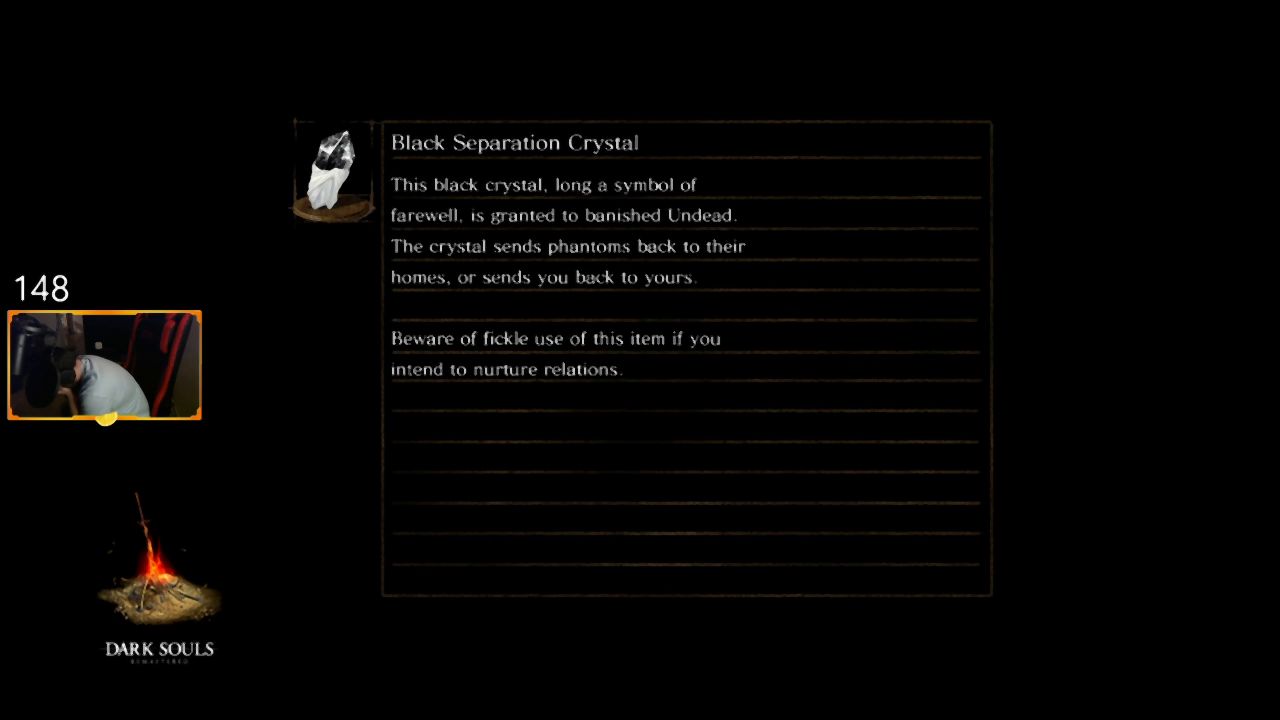 Black Separation Crystal
This black crystal, long a symbol of
farewell, is granted to banished Undead.
The crystal sends phantoms back to their
homes, or sends you back to yours.
Beware of fickle use of this item if you
intend to nurture relations.
148
DARK SOULS
REMASTERED